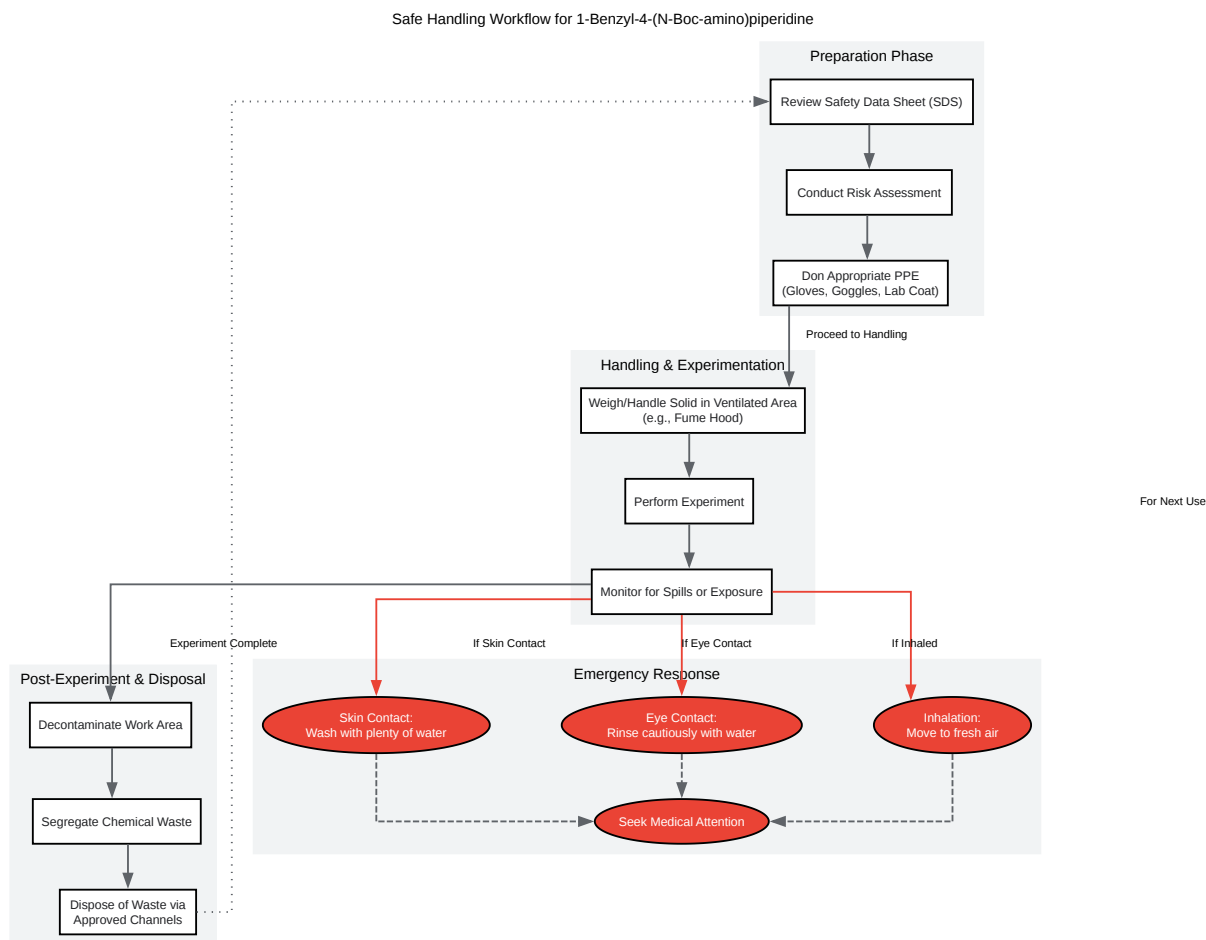 Safe Handling Workflow for 1-Benzyl-4-(N-Boc-amino)piperidine
Preparation Phase
Review Safety Data Sheet (SDS)
Conduct Risk Assessment
Don Appropriate PPE
(Gloves, Goggles, Lab Coat)
Proceed to Handling
Handling & Experimentation
Weigh/Handle Solid in Ventilated Area
(e.g., Fume Hood)
Perform Experiment
For Next Use
Monitor for Spills or Exposure
Experiment Complete
If Skin Contact
If Eye Contact
If Inhaled
Post-Experiment & Disposal
Decontaminate Work Area
Segregate Chemical Waste
Dispose of Waste via
Approved Channels
Emergency Response
Skin Contact:
Wash with plenty of water
Eye Contact:
Rinse cautiously with water
Inhalation:
Move to fresh air
Seek Medical Attention